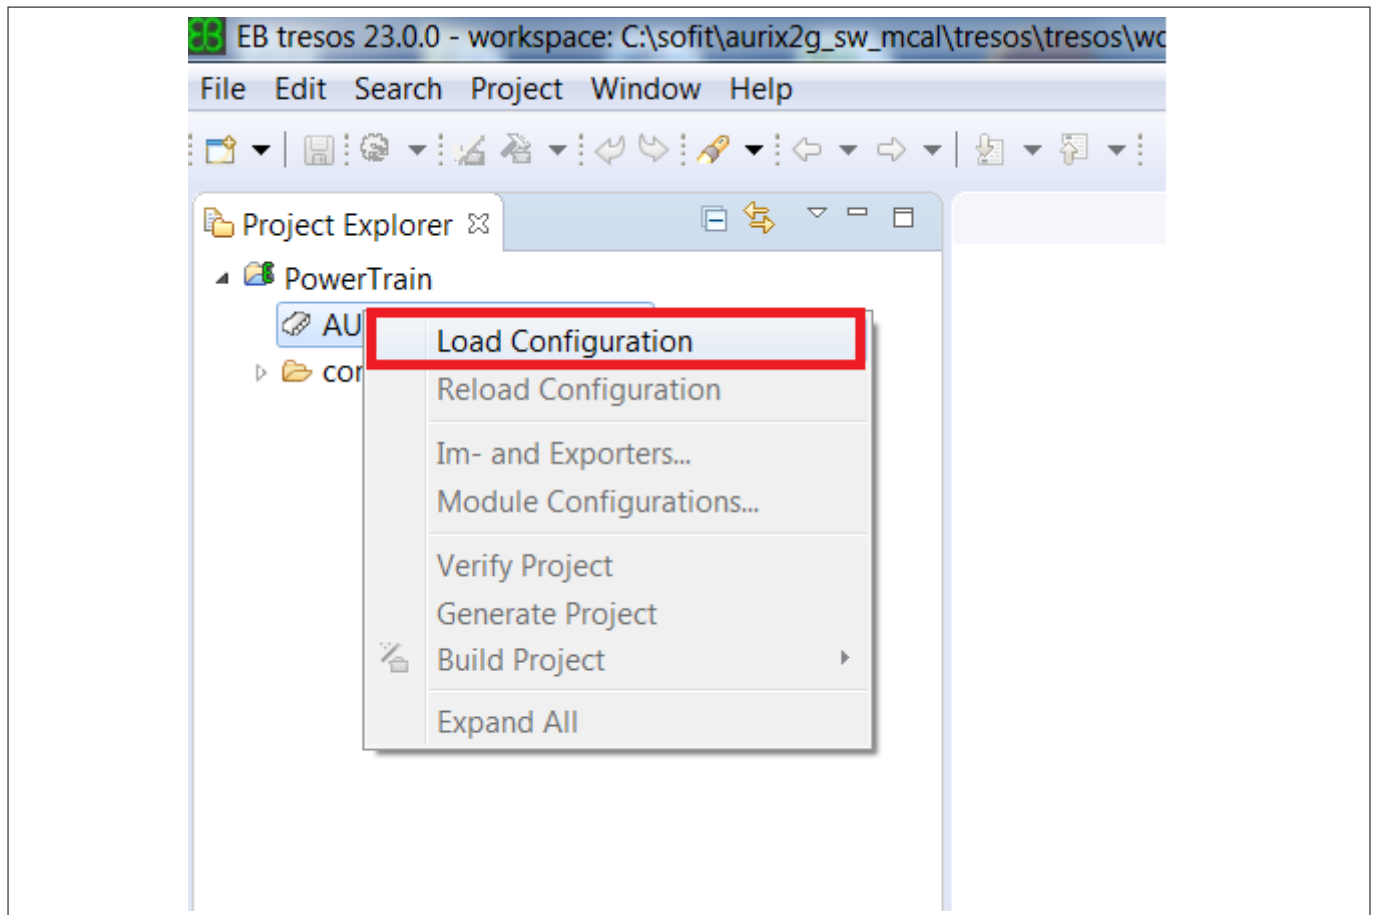 EB tresos 23.0.0 - workspace: C:\sofit\aurix2g_sw_mcal\tresos\tresos\wo
File Edit Search Project Window Help
Project Explorer
PowerTrain
AU
Load Configuration
cor
Reload Configuration
Im- and Exporters...
Module Configurations...
Verify Project
Generate Project
Build Project
Expand All